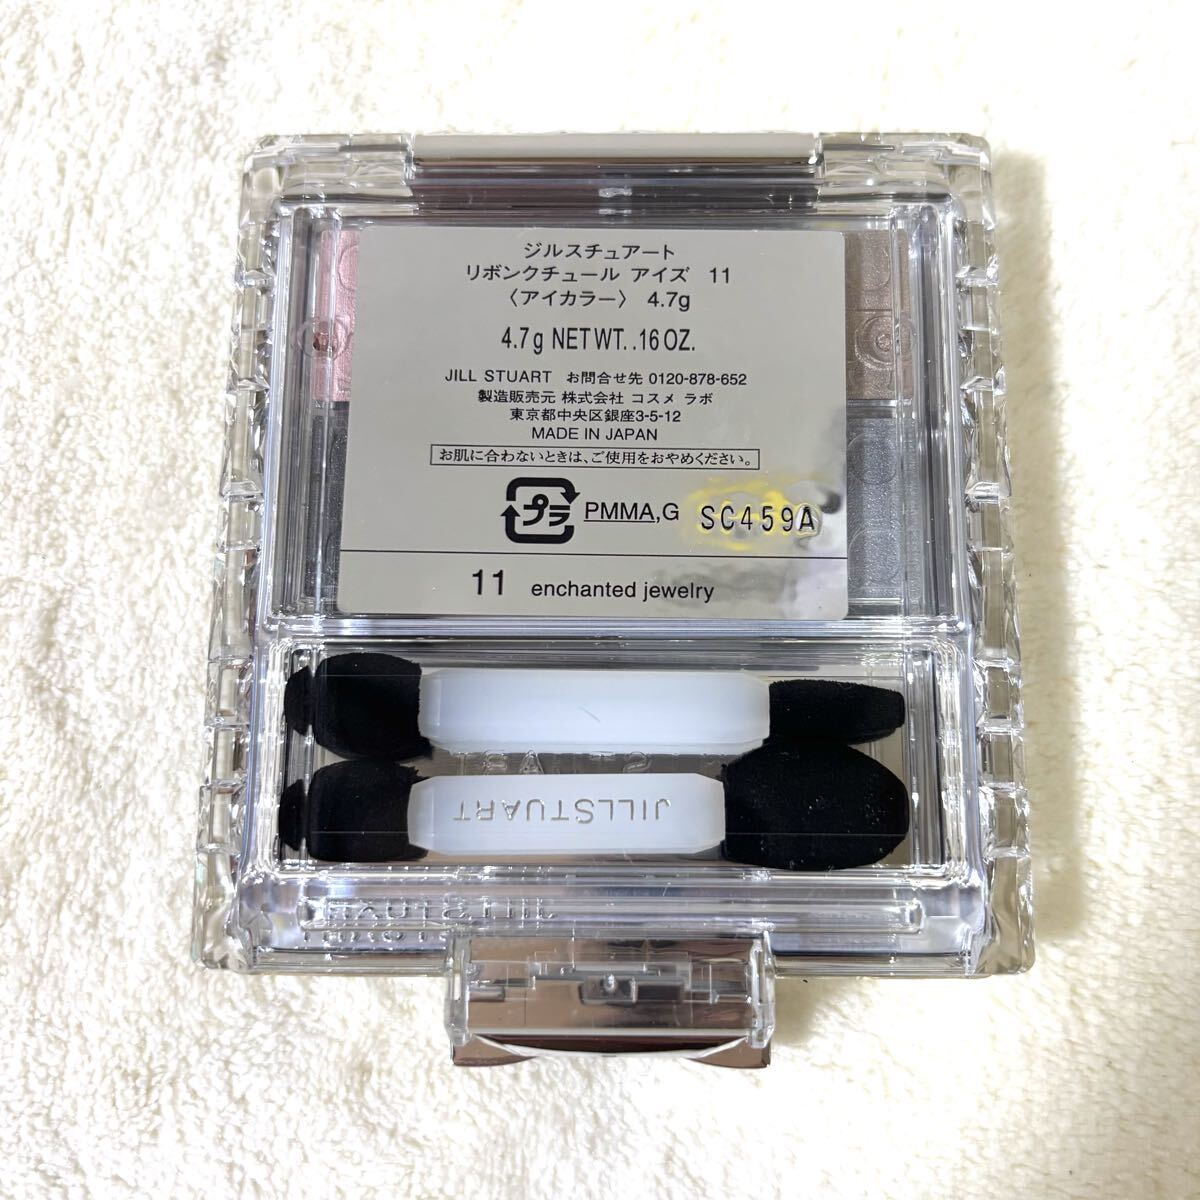 ジルスチュアート
リボンクチュール アイズ 11
〈アイカラー〉 4.7g
4.7g NET WT. .16 OZ.
JILL STUART お問合せ先 0120-878-652
製造販売元 株式会社 コスメ ラボ
東京都中央区銀座3-5-12
MADE IN JAPAN
お肌に合わないときは、ご使用をおやめください。
プラ PMMA,G SC459A
11 enchanted jewelry
JILLSTUART
JILLSTUART